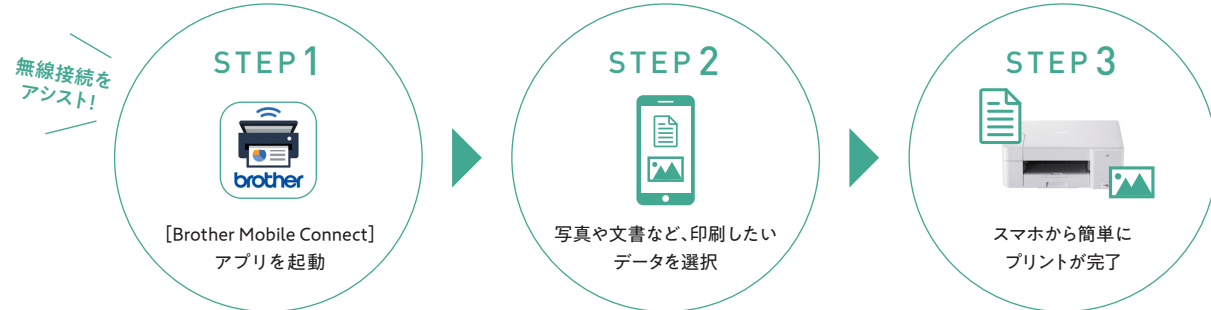 無線接続を
アシスト!
STEP 1
brother
[Brother Mobile Connect]
アプリを起動
STEP 2
写真や文書など、印刷したい
データを選択
STEP 3
スマホから簡単に
プリントが完了